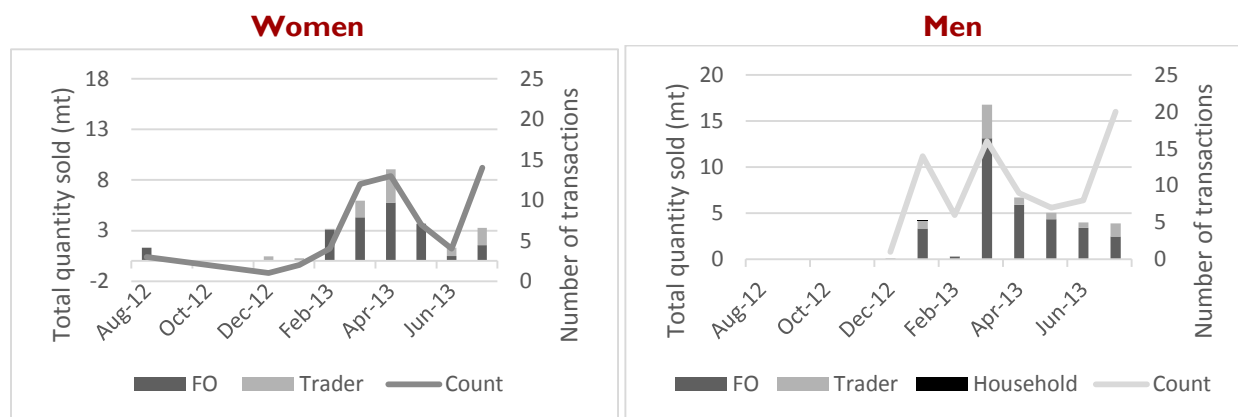 Women
Total quantity sold (mt)
18
13
8
3
-2
25
20
15
10
5
0
Number of transactions
Aug-12
Oct-12
Dec-12
Feb-13
Apr-13
Jun-13
FO
Trader
Count
Men
Total quantity sold (mt)
20
15
10
5
0
25
20
15
10
5
0
Number of transactions
Aug-12
Oct-12
Dec-12
Feb-13
Apr-13
Jun-13
FO
Trader
Household
Count